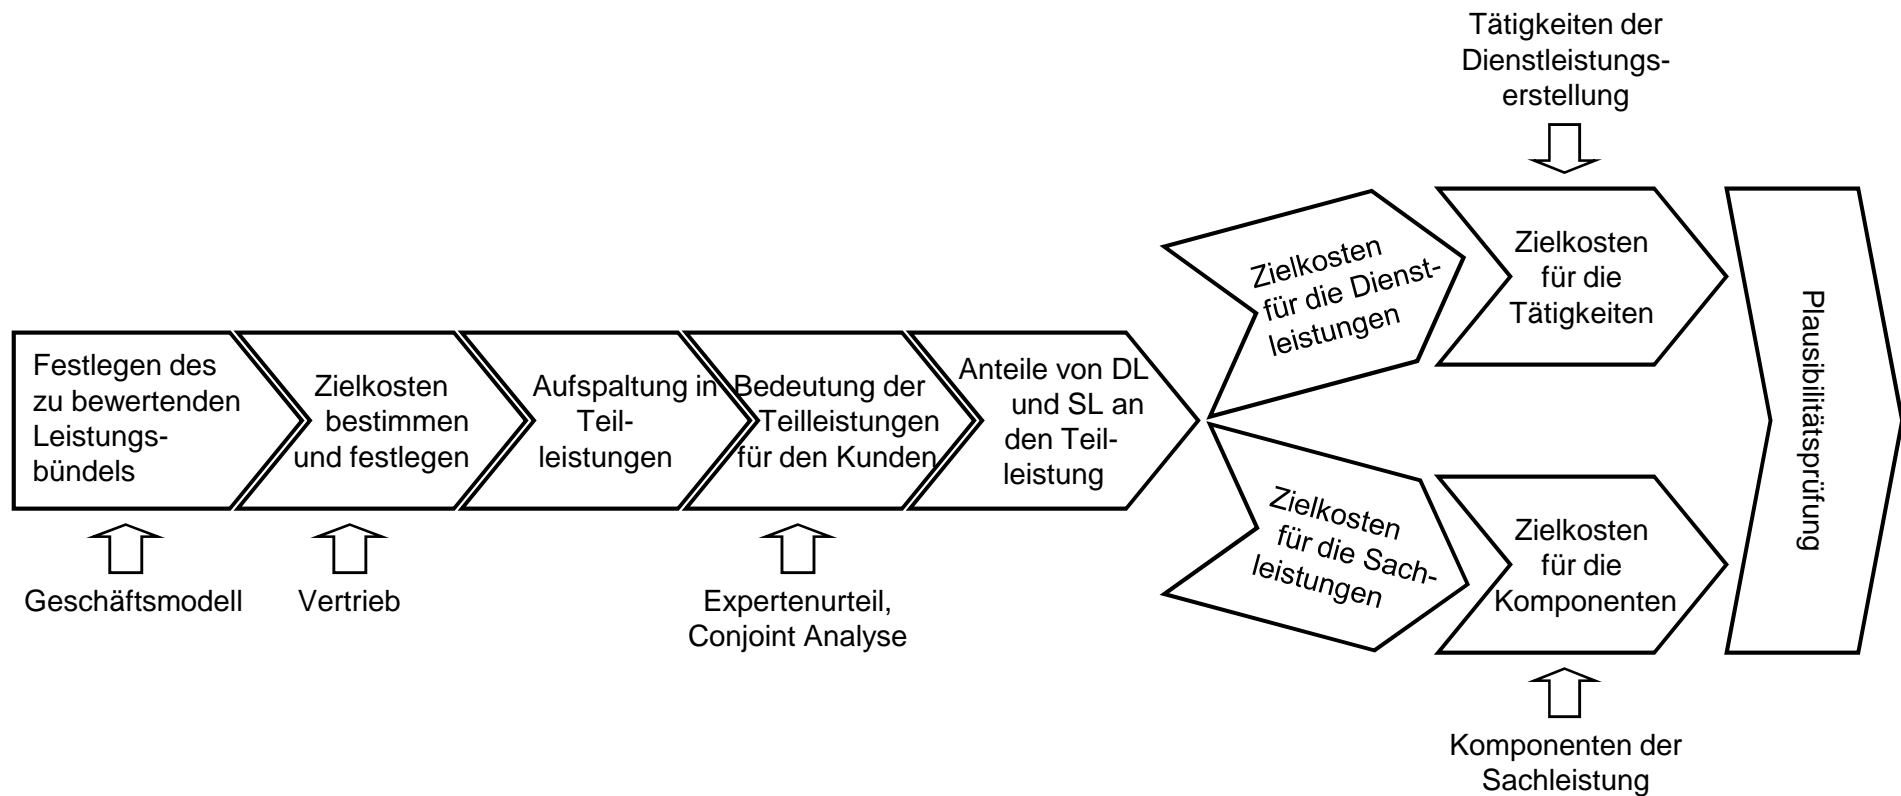 Tätigkeiten der
Dienstleistungs-
erstellung
Festlegen des
zu bewertenden
Leistungs-
bündels
Zielkosten
bestimmen
und festlegen
Aufspaltung in
Teil-
leistungen
Bedeutung der
Teilleistungen
für den Kunden
Anteile von DL
und SL an
den Teil-
leistung
Zielkosten
für die Dienst-
leistungen
Zielkosten
für die
Tätigkeiten
Zielkosten
für die Sach-
leistungen
Zielkosten
für die
Komponenten
Plausibilitätsprüfung
Geschäftsmodell
Vertrieb
Expertenurteil,
Conjoint Analyse
Komponenten der
Sachleistung